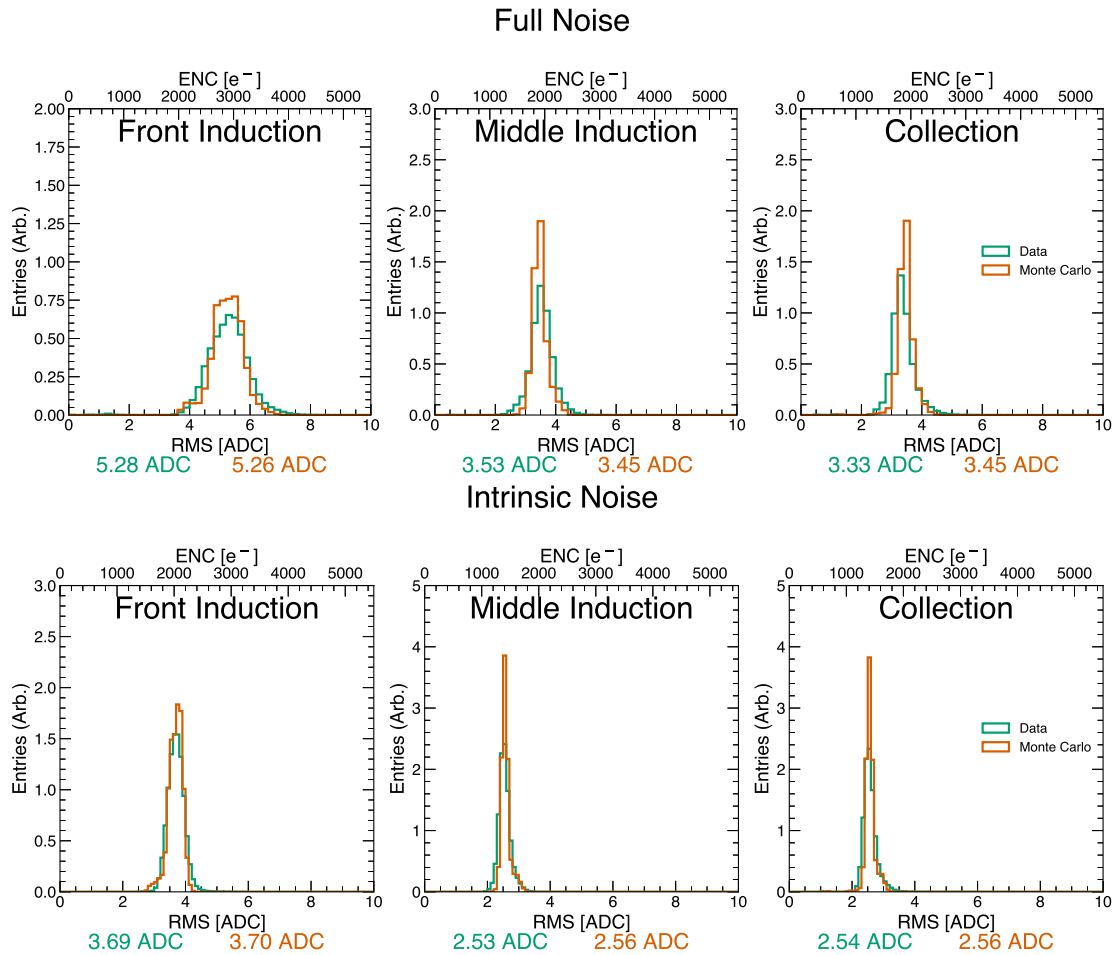 Full Noise
ENC [e⁻] ENC [e⁻] ENC [e⁻]
0 1000 2000 3000 4000 5000 0 1000 2000 3000 4000 5000 0 1000 2000 3000 4000 5000
Front Induction Middle Induction Collection
2.00 1.75 1.50 1.25 1.00 0.75 0.50 0.25 0.00
3.0 2.5 2.0 1.5 1.0 0.5 0.0
3.0 2.5 2.0 1.5 1.0 0.5 0.0
Entries (Arb.) Entries (Arb.) Entries (Arb.)
Data
Monte Carlo
0 2 4 6 8 10 0 2 4 6 8 10 0 2 4 6 8 10
RMS [ADC] RMS [ADC] RMS [ADC]
5.28 ADC 5.26 ADC 3.53 ADC 3.45 ADC 3.33 ADC 3.45 ADC
Intrinsic Noise
ENC [e⁻] ENC [e⁻] ENC [e⁻]
0 1000 2000 3000 4000 5000 0 1000 2000 3000 4000 5000 0 1000 2000 3000 4000 5000
Front Induction Middle Induction Collection
3.0 2.5 2.0 1.5 1.0 0.5 0.0
5 4 3 2 1 0
5 4 3 2 1 0
Entries (Arb.) Entries (Arb.) Entries (Arb.)
Data
Monte Carlo
0 2 4 6 8 10 0 2 4 6 8 10 0 2 4 6 8 10
RMS [ADC] RMS [ADC] RMS [ADC]
3.69 ADC 3.70 ADC 2.53 ADC 2.56 ADC 2.54 ADC 2.56 ADC